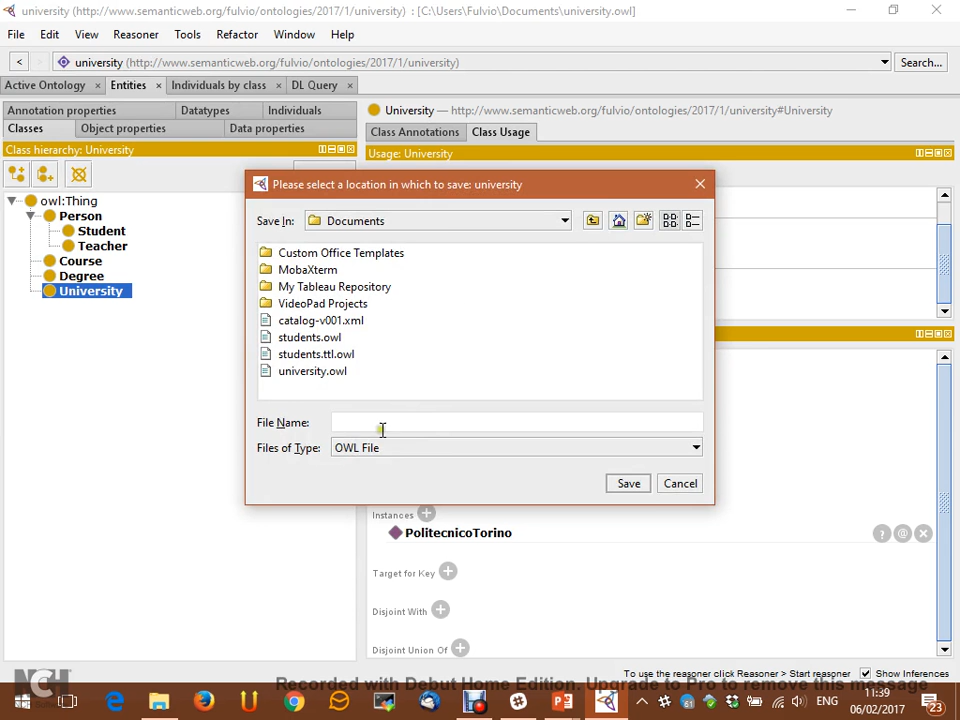 university (http://www.semanticweb.org/fulvio/ontologies/2017/1/university) : [C:\Users\Fulvio\Documents\university.owl]
File Edit View Reasoner Tools Refactor Window Help
< > university (http://www.semanticweb.org/fulvio/ontologies/2017/1/university) Search...
Active Ontology × Entities × Individuals by class × DL Query ×
Annotation properties Datatypes Individuals
Classes Object properties Data properties
University — http://www.semanticweb.org/fulvio/ontologies/2017/1/university#University
Class Annotations Class Usage
Class hierarchy: University
Usage: University
owl:Thing
Person
Student
Teacher
Course
Degree
University
Please select a location in which to save: university
Save In: Documents
Custom Office Templates
MobaXterm
My Tableau Repository
VideoPad Projects
catalog-v001.xml
students.owl
students.ttl.owl
university.owl
File Name:
Files of Type: OWL File
Save Cancel
Instances
PolitecnicoTorino
Target for Key
Disjoint With
Disjoint Union Of
To use the reasoner click Reasoner > Start reasoner Show Inferences
NCH
Recorded with Debut Home Edition. Upgrade to Pro to remove this message
61 ENG 11:39
06/02/2017 23